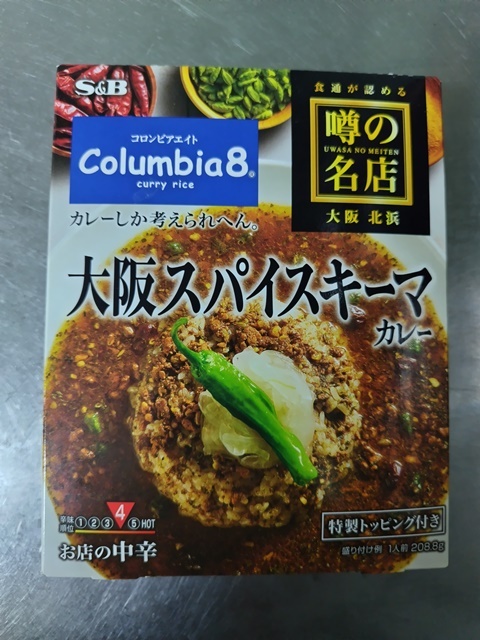 S&B
食通が認める
噂の
UWASA NO MEITEN
名店
大阪 北浜
コロンビアエイト
Columbia8®
curry rice
カレーしか考えられへん。
大阪スパイスキーマ
カレー
辛味
順位
1 2 3 4 5 HOT
お店の中辛
特製トッピング付き
盛り付け例 1人前 208.8g